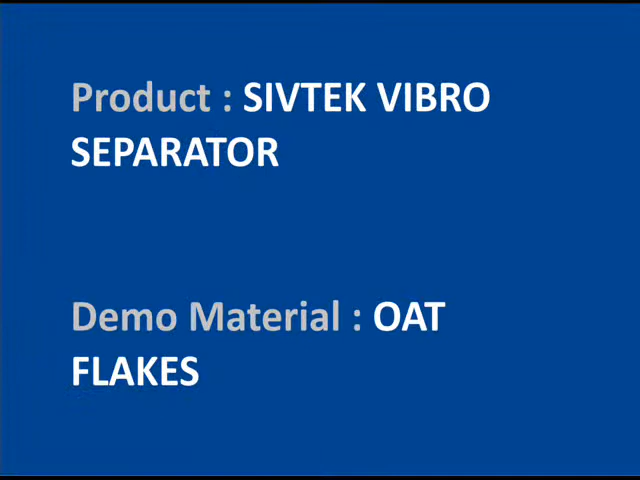 Product : SIVTEK VIBRO
SEPARATOR
Demo Material : OAT
FLAKES